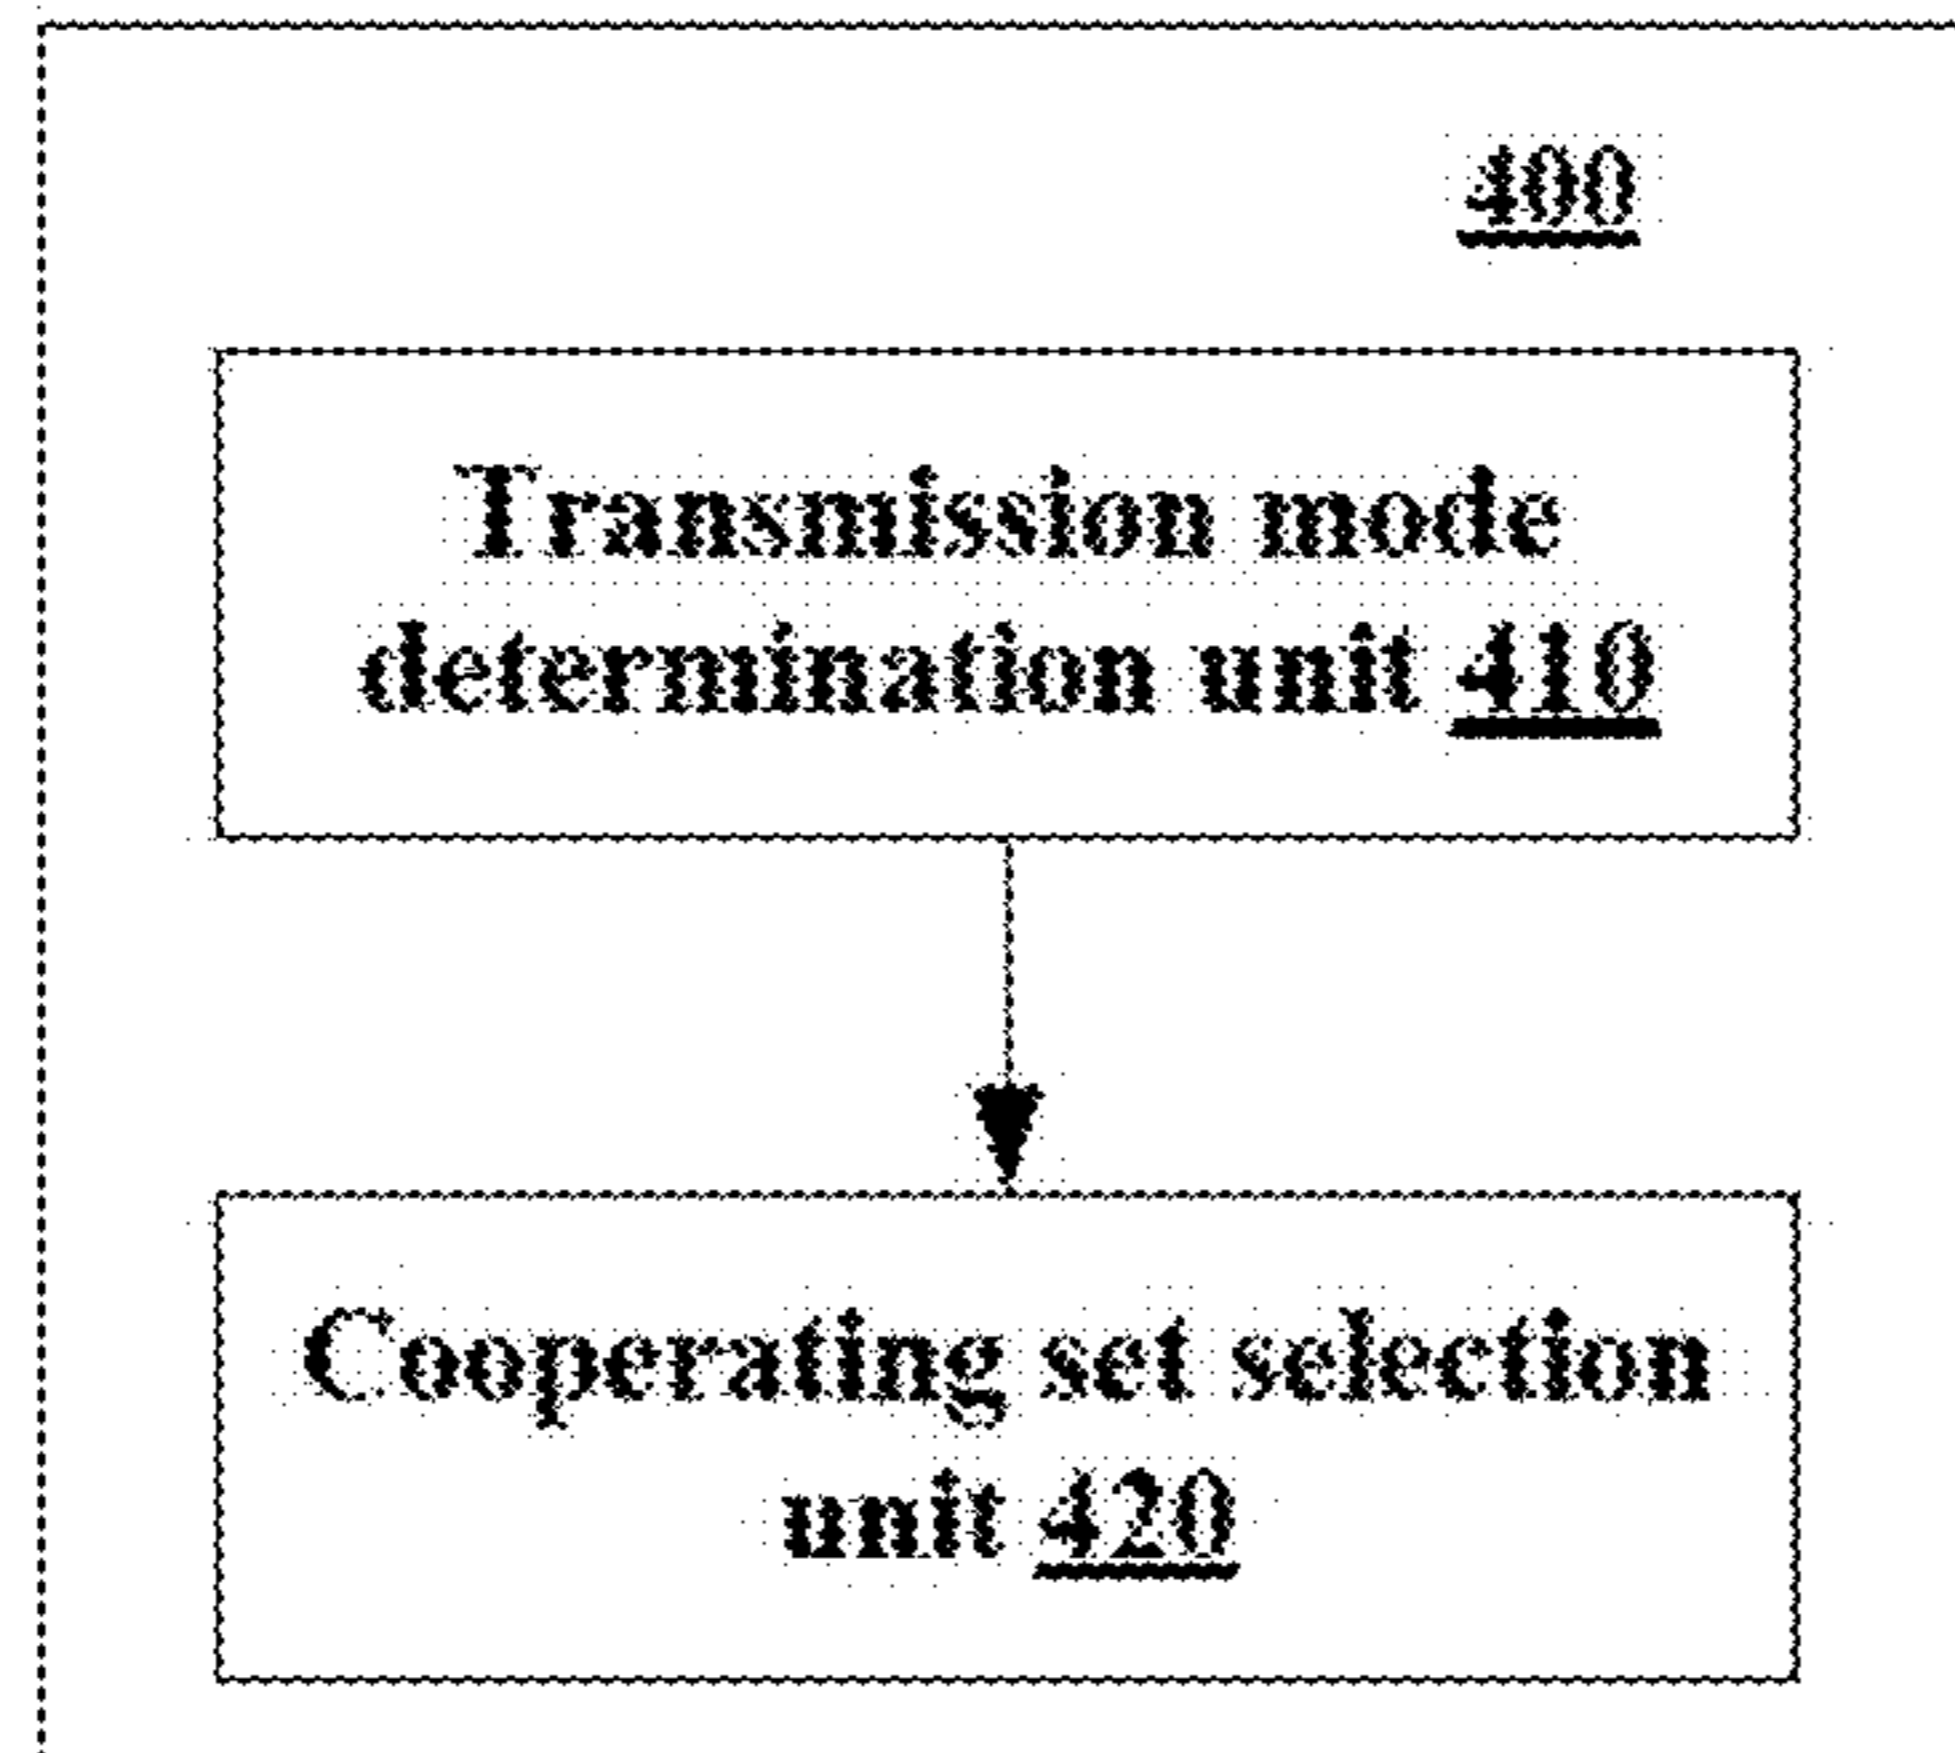 400
Transmission mode
determination unit 410
Cooperating set selection
unit 420